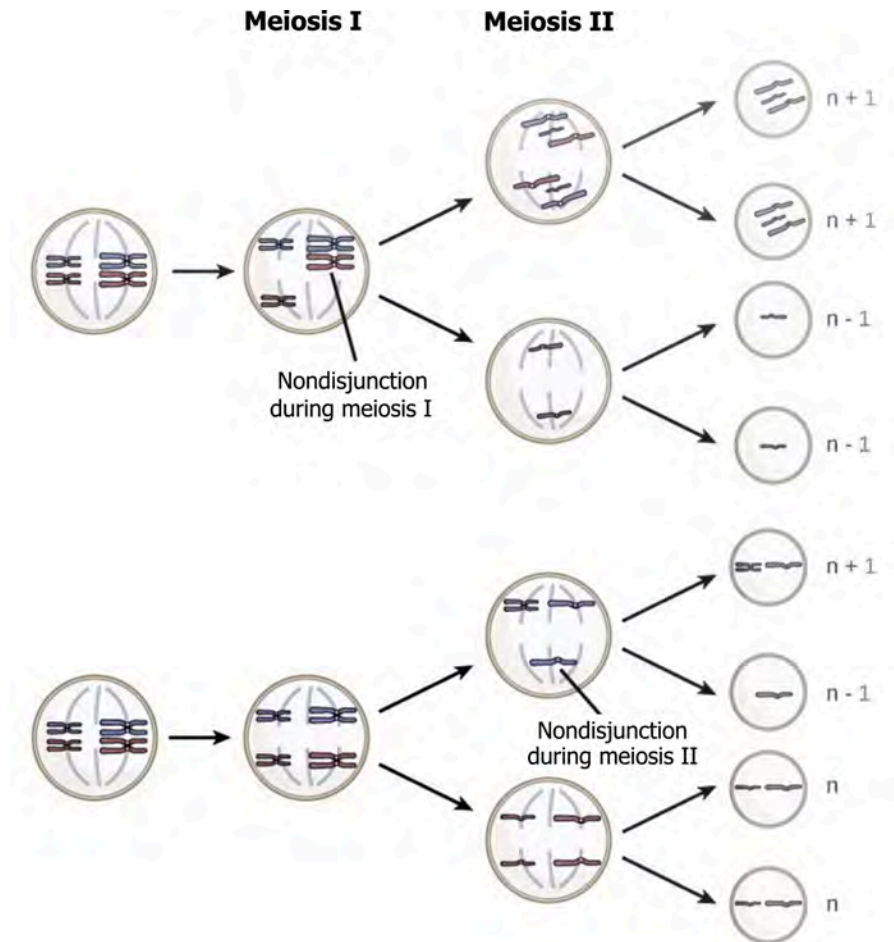 Meiosis I
Meiosis II
n + 1
n + 1
n - 1
Nondisjunction
during meiosis I
n - 1
n + 1
n - 1
Nondisjunction
during meiosis II
n
n